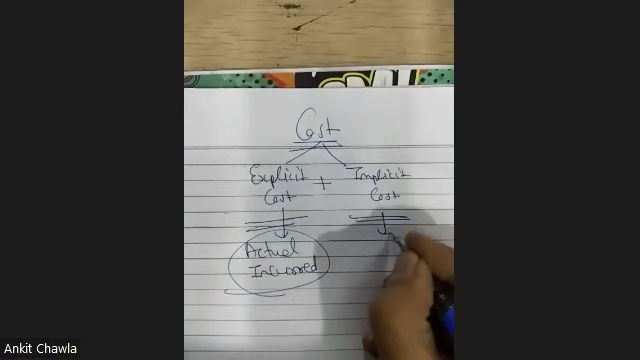 Cost
Explicit + Implicit
Cost Cost
Actual
Incurred
Ankit Chawla